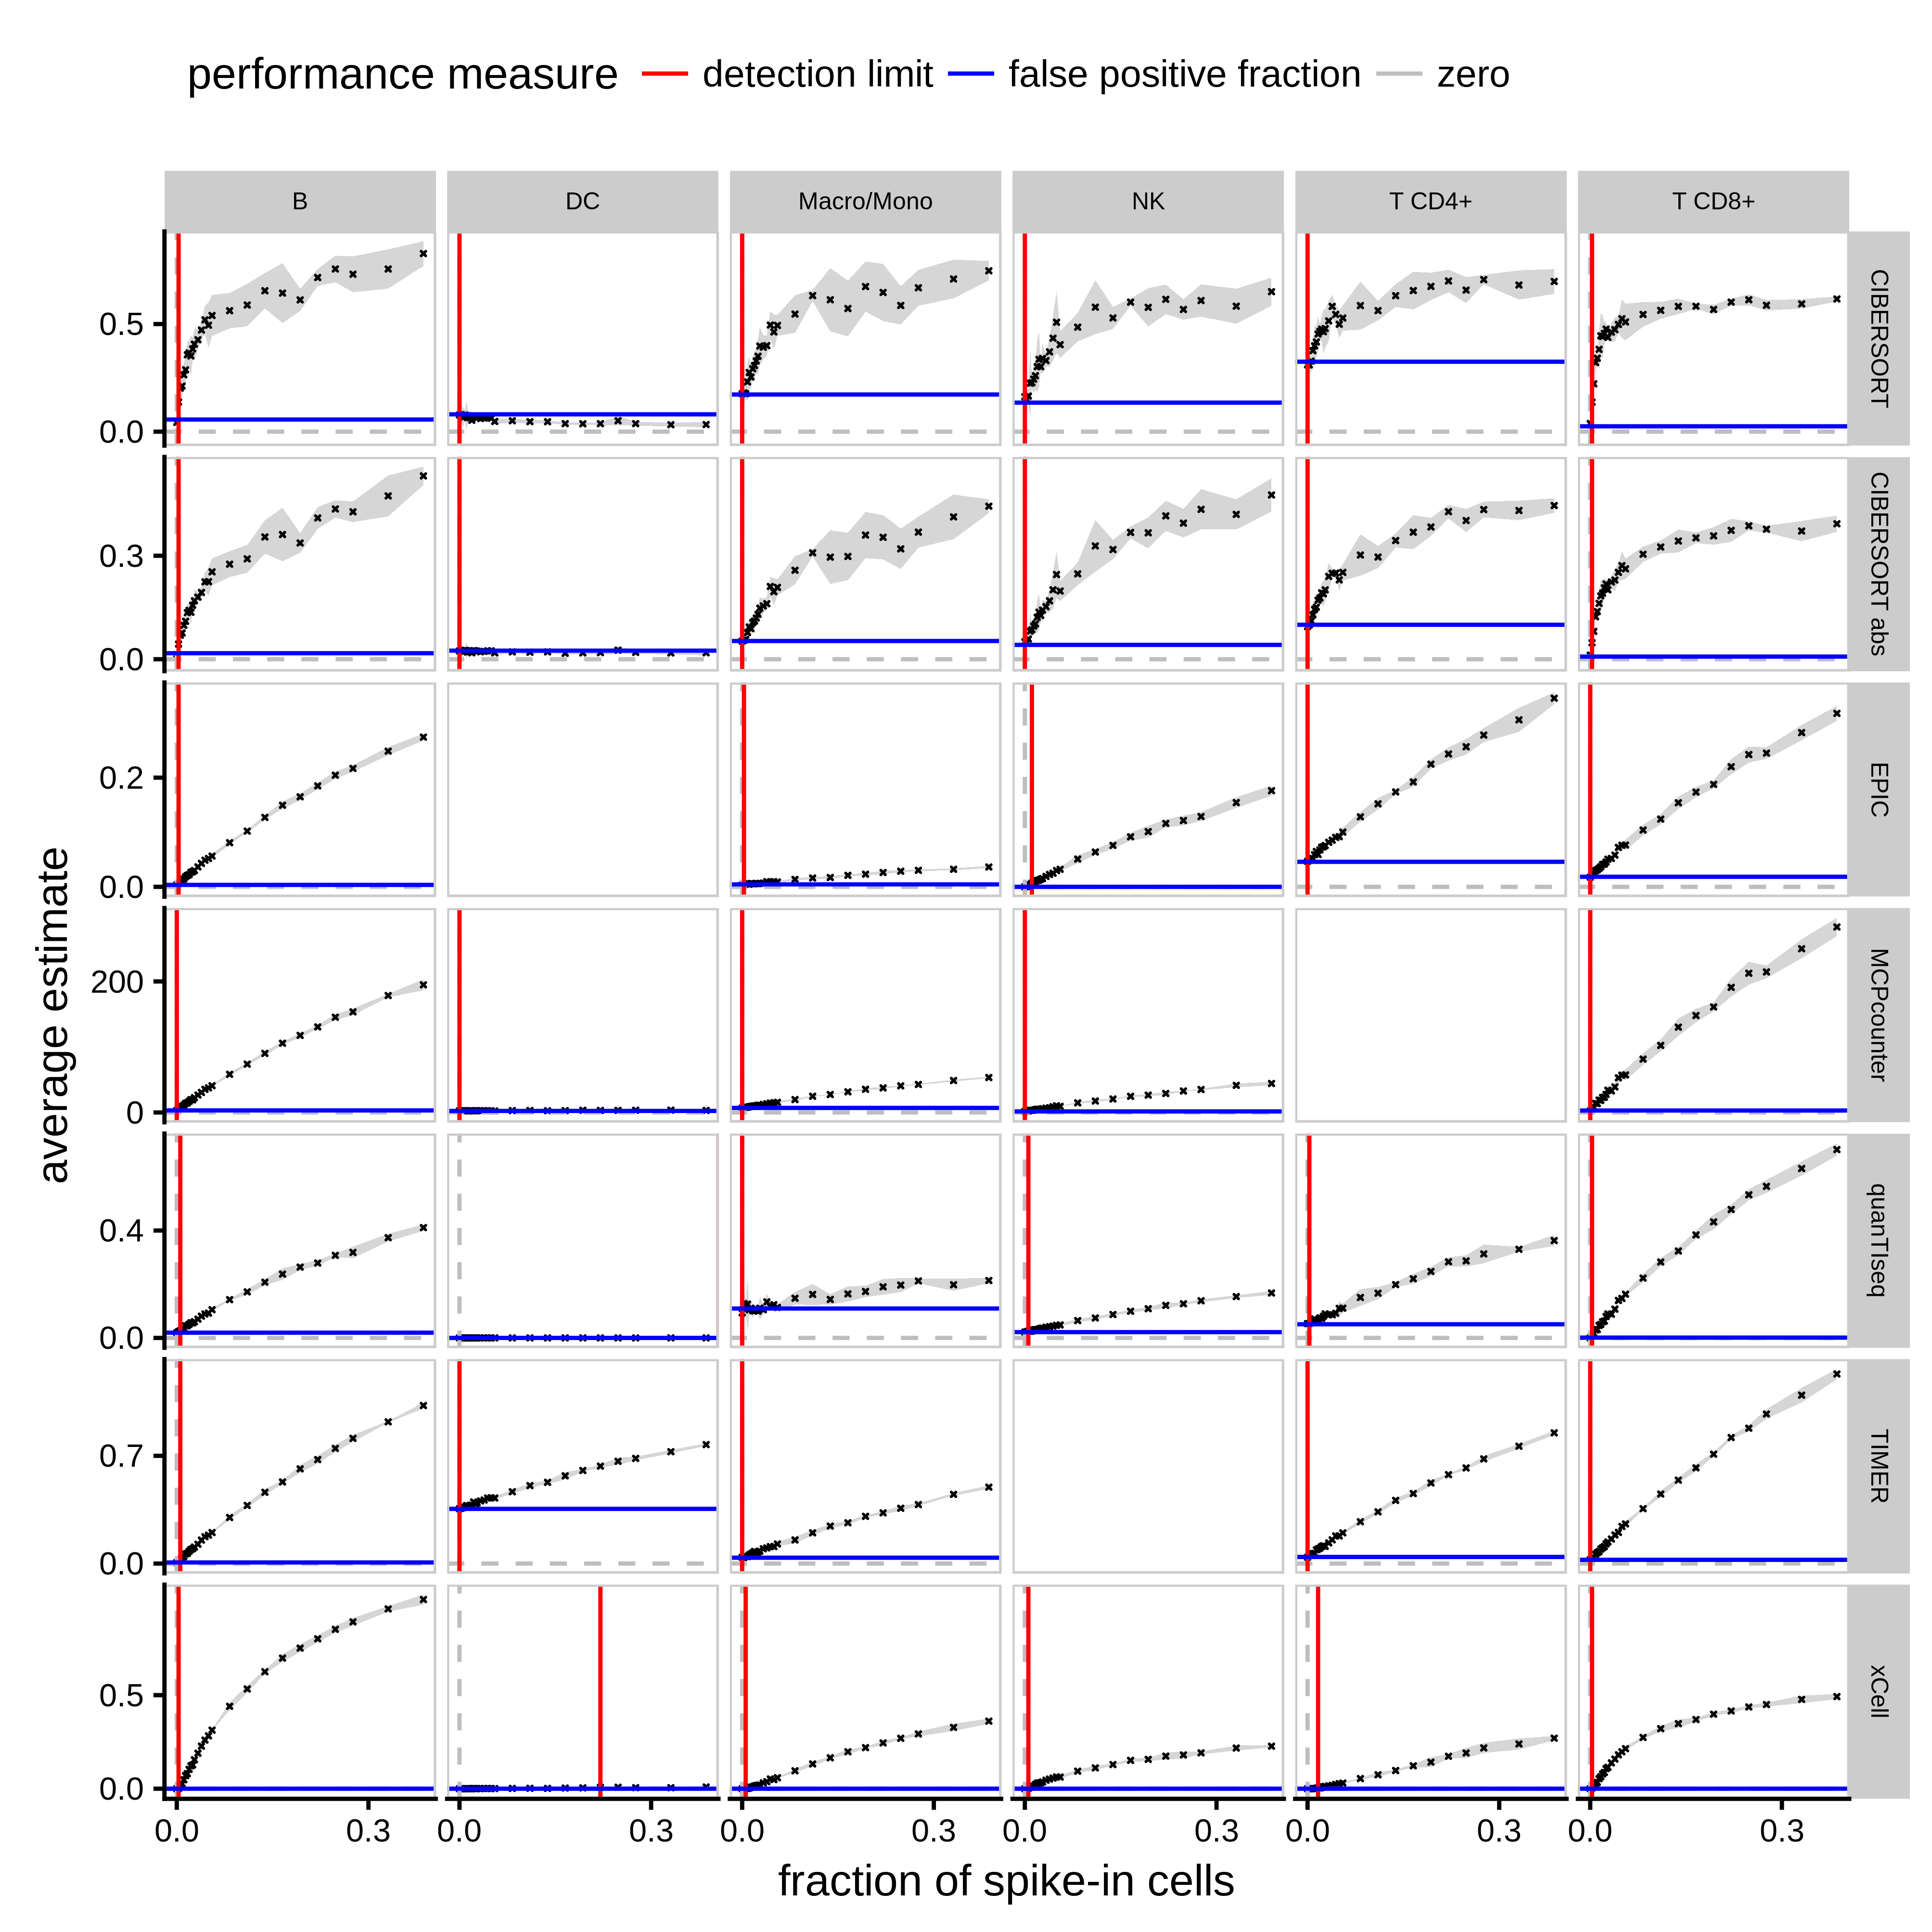 performance measure detection limit false positive fraction zero
B DC Macro/Mono NK T CD4+ T CD8+
0.5
0.0
CIBERSORT
0.3
0.0
CIBERSORT abs
0.2
0.0
EPIC
200
0
MCPcounter
0.4
0.0
quanTIseq
0.7
0.0
TIMER
0.5
0.0
xCell
average estimate
0.0 0.3 0.0 0.3 0.0 0.3 0.0 0.3 0.0 0.3 0.0 0.3
fraction of spike-in cells